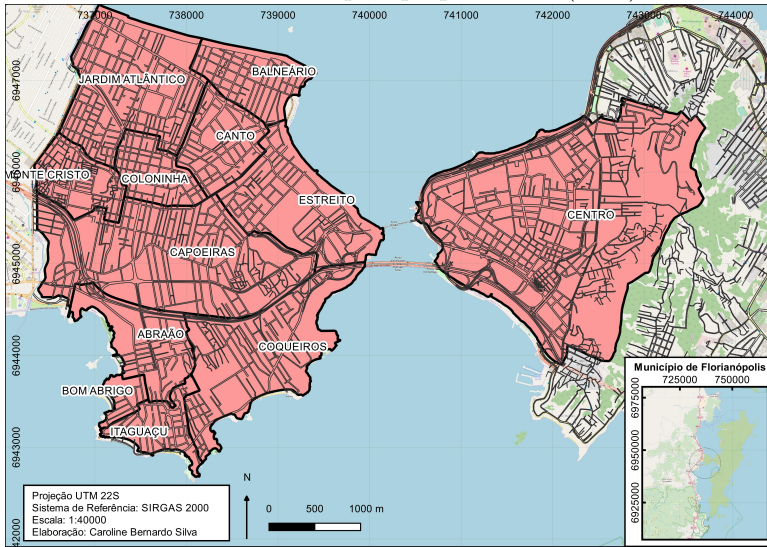 737000 738000 739000 740000 741000 742000 743000 744000
6947000
BALNEÁRIO
JARDIM ATLÂNTICO
CANTO
6946000
MONTE CRISTO
COLONINHA
ESTREITO
CENTRO
6945000
CAPOEIRAS
6944000
ABRAÃO
COQUEIROS
BOM ABRIGO
6943000
ITAGUAÇU
6942000
Projeção UTM 22S
Sistema de Referência: SIRGAS 2000
Escala: 1:40000
Elaboração: Caroline Bernardo Silva
N
0 500 1000 m
Município de Florianópolis
725000 750000
6975000
6950000
6925000